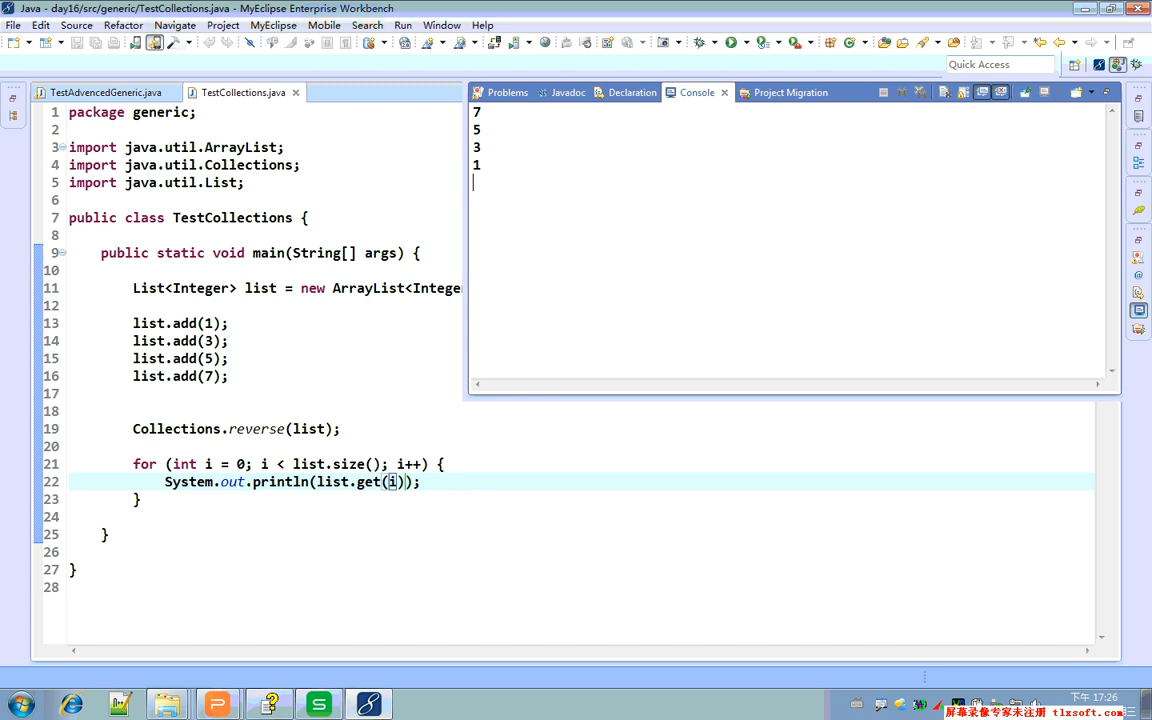 Java - day16/src/generic/TestCollections.java - MyEclipse Enterprise Workbench
File Edit Source Refactor Navigate Project MyEclipse Mobile Search Run Window Help
Quick Access
TestAdvencedGeneric.java TestCollections.java
Problems Javadoc Declaration Console Project Migration
1 package generic;
2
3 import java.util.ArrayList;
4 import java.util.Collections;
5 import java.util.List;
6
7 public class TestCollections {
8
9 public static void main(String[] args) {
10
11 List<Integer> list = new ArrayList<Integer
12
13 list.add(1);
14 list.add(3);
15 list.add(5);
16 list.add(7);
17
18
19 Collections.reverse(list);
20
21 for (int i = 0; i < list.size(); i++) {
22 System.out.println(list.get(i));
23 }
24
25 }
26
27 }
28
7
5
3
1
下午 17:26
屏幕录像专家未注册 tlxsoft.com